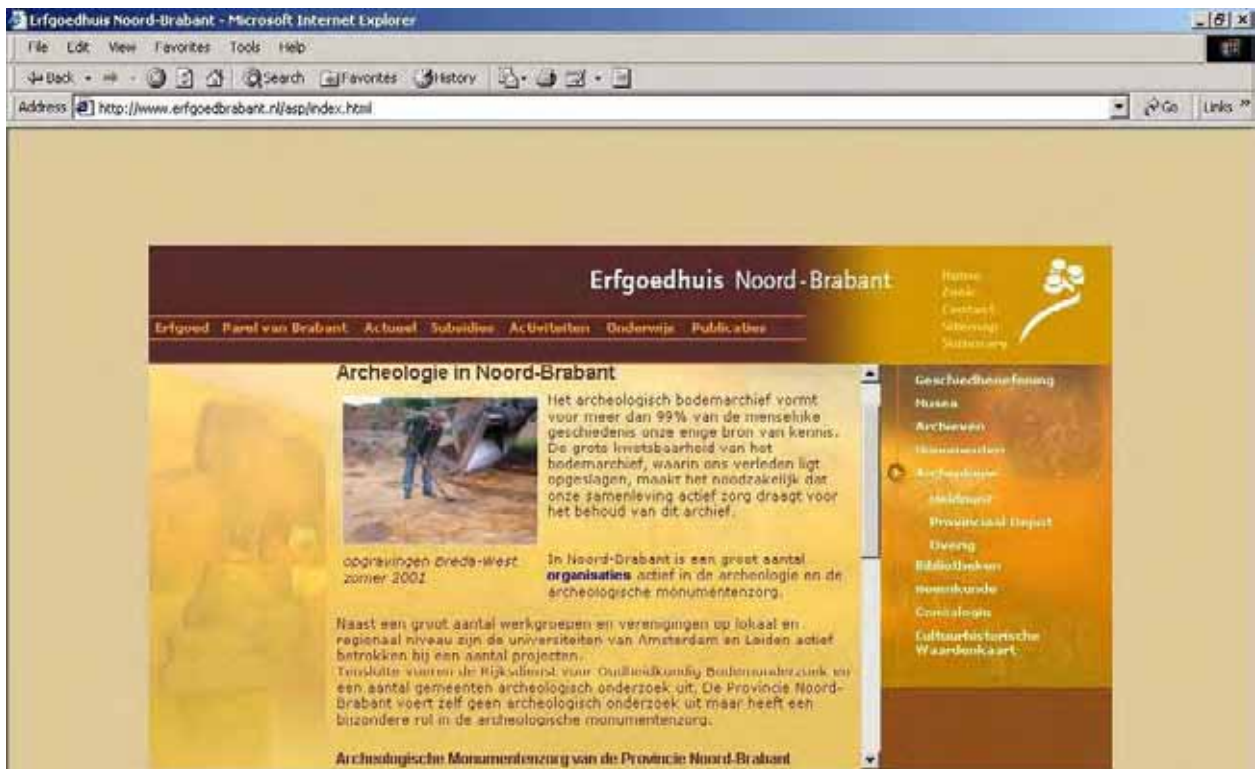 Erfgoedhuis Noord-Brabant - Microsoft Internet Explorer
File Edit View Favorites Tools Help
Back Search Favorites History
Address http://www.erfgoedbrabant.nl/asp/index.html Go Links »
Erfgoedhuis Noord-Brabant
Home
Zoek
Contact
Sitemap
Erfgoed Parel van Brabant Actueel Subsidies Activiteiten Onderwijs Publicaties
Archeologie in Noord-Brabant
Het archeologisch bodemarchief vormt
voor meer dan 99% van de menselijke
geschiedenis onze enige bron van kennis.
De grote kwetsbaarheid van het
bodemarchief, waarin ons verleden ligt
opgeslagen, maakt het noodzakelijk dat
onze samenleving actief zorg draagt voor
het behoud van dit archief.
opgravingen Breda-West
zomer 2001
In Noord-Brabant is een groot aantal
organisaties actief in de archeologie en de
archeologische monumentenzorg.
Naast een groot aantal werkgroepen en verenigingen op lokaal en
regionaal niveau zijn de universiteiten van Amsterdam en Leiden actief
betrokken bij een aantal projecten.
Tenslotte voeren de Rijksdienst voor Oudheidkundig Bodemonderzoek en
een aantal gemeenten archeologisch onderzoek uit. De Provincie Noord-
Brabant voert zelf geen archeologisch onderzoek uit maar heeft een
bijzondere rol in de archeologische monumentenzorg.
Archeologische Monumentenzorg van de Provincie Noord-Brabant
Geschiedbeoefening
Musea
Archieven
Monumenten
Archeologie
Meldpunt
Provinciaal Depot
Overig
Bibliotheken
Heemkunde
Genealogie
Cultuurhistorische
Waardenkaart